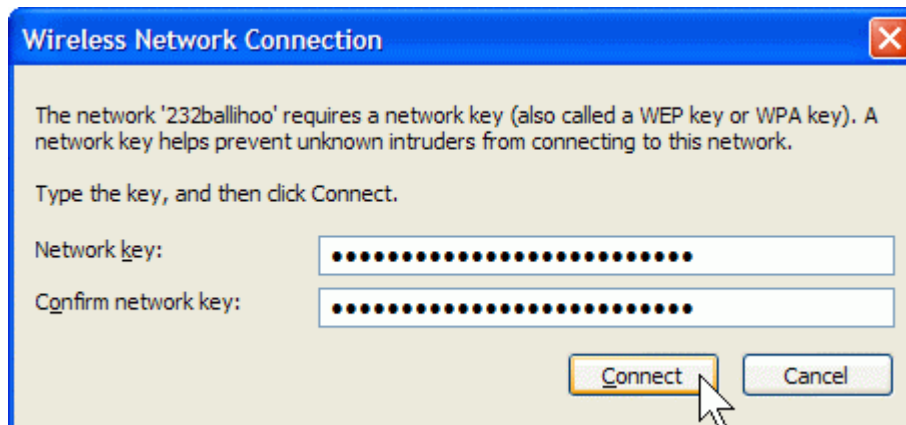 Wireless Network Connection
The network '232ballihoo' requires a network key (also called a WEP key or WPA key). A
network key helps prevent unknown intruders from connecting to this network.
Type the key, and then click Connect.
Network key: ••••••••••••••••••••••••••
Confirm network key: ••••••••••••••••••••••••••
Connect Cancel